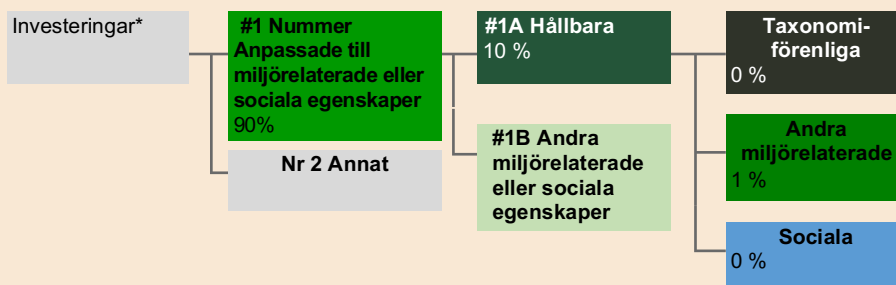 Investeringar*
#1 Nummer
Anpassade till
miljörelaterade eller
sociala egenskaper
90%
Nr 2 Annat
#1A Hållbara
10 %
#1B Andra
miljörelaterade
eller sociala
egenskaper
Taxonomi-
förenliga
0 %
Andra
miljörelaterade
1 %
Sociala
0 %